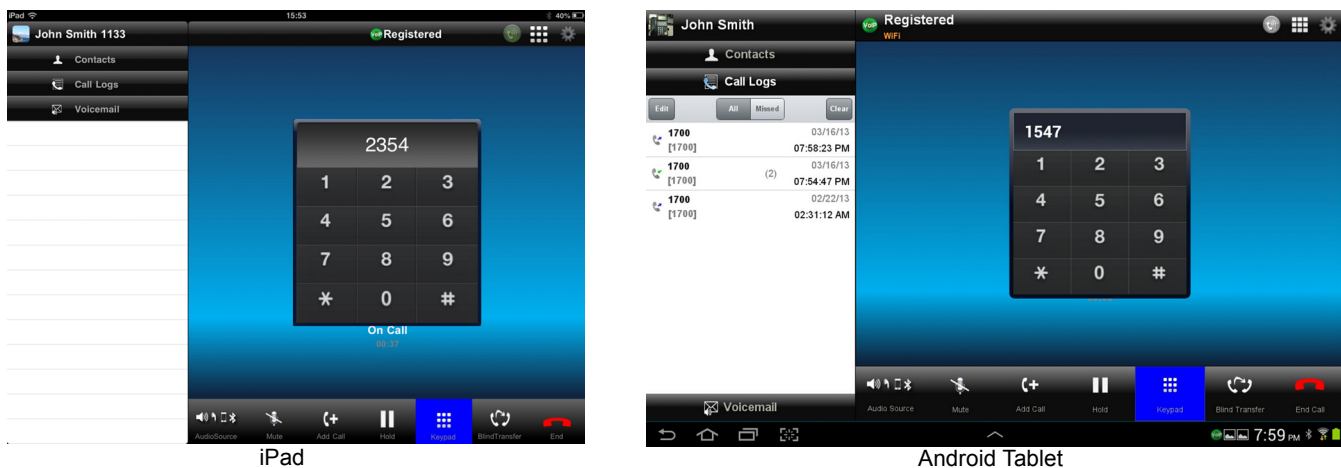 iPad 15:53 40%
John Smith 1133
VoIP Registered
Contacts
Call Logs
Voicemail
2354
1 2 3
4 5 6
7 8 9
* 0 #
On Call
00:37
AudioSource Mute Add Call Hold Keypad BlindTransfer End
iPad
John Smith
VoIP Registered
WiFi
Contacts
Call Logs
Edit All Missed Clear
1700 03/16/13
[1700] 07:58:23 PM
1700 03/16/13
[1700] (2) 07:54:47 PM
1700 02/22/13
[1700] 02:31:12 AM
1547
1 2 3
4 5 6
7 8 9
* 0 #
Voicemail
Audio Source Mute Add Call Hold Keypad Blind Transfer End Call
7:59 PM
Android Tablet